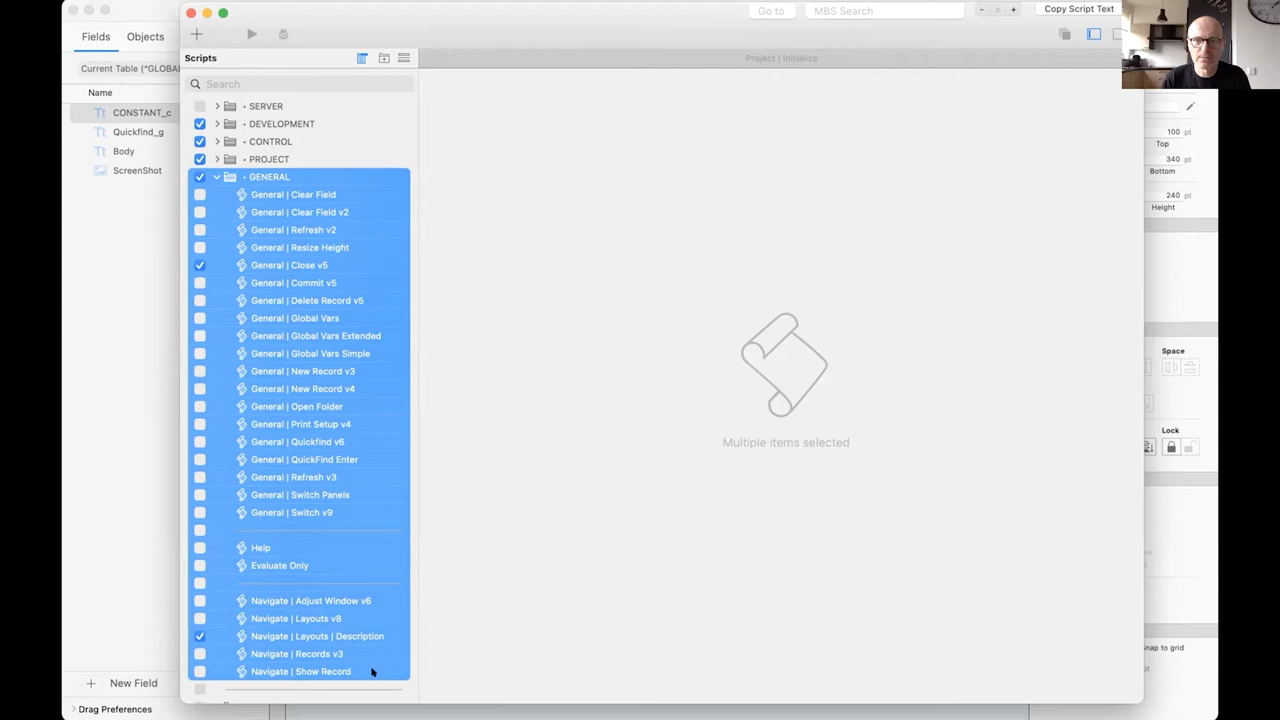 Go to
MBS Search
- = +
Copy Script Text
Fields
Objects
Scripts
Project | Initialize
Current Table ("GLOBAL
Search
Name
CONSTANT_c
Quickfind_g
Body
ScreenShot
• SERVER
• DEVELOPMENT
• CONTROL
• PROJECT
• GENERAL
General | Clear Field
General | Clear Field v2
General | Refresh v2
General | Resize Height
General | Close v5
General | Commit v5
General | Delete Record v5
General | Global Vars
General | Global Vars Extended
General | Global Vars Simple
General | New Record v3
General | New Record v4
General | Open Folder
General | Print Setup v4
General | Quickfind v6
General | QuickFind Enter
General | Refresh v3
General | Switch Panels
General | Switch v9
Help
Evaluate Only
Navigate | Adjust Window v6
Navigate | Layouts v8
Navigate | Layouts | Description
Navigate | Records v3
Navigate | Show Record
Multiple items selected
100 pt
Top
340 pt
Bottom
240 pt
Height
Space
Lock
Snap to grid
pt
New Field
Drag Preferences